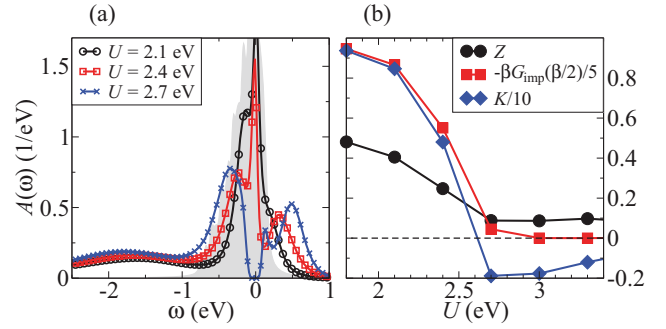 (a)
(b)
U = 2.1 eV
U = 2.4 eV
U = 2.7 eV
Z
-βG_imp(β/2)/5
K/10
A(ω) (1/eV)
1.5
1
0.5
0
-2
-1
0
1
ω (eV)
0.8
0.6
0.4
0.2
0
-0.2
2
2.5
3
U (eV)